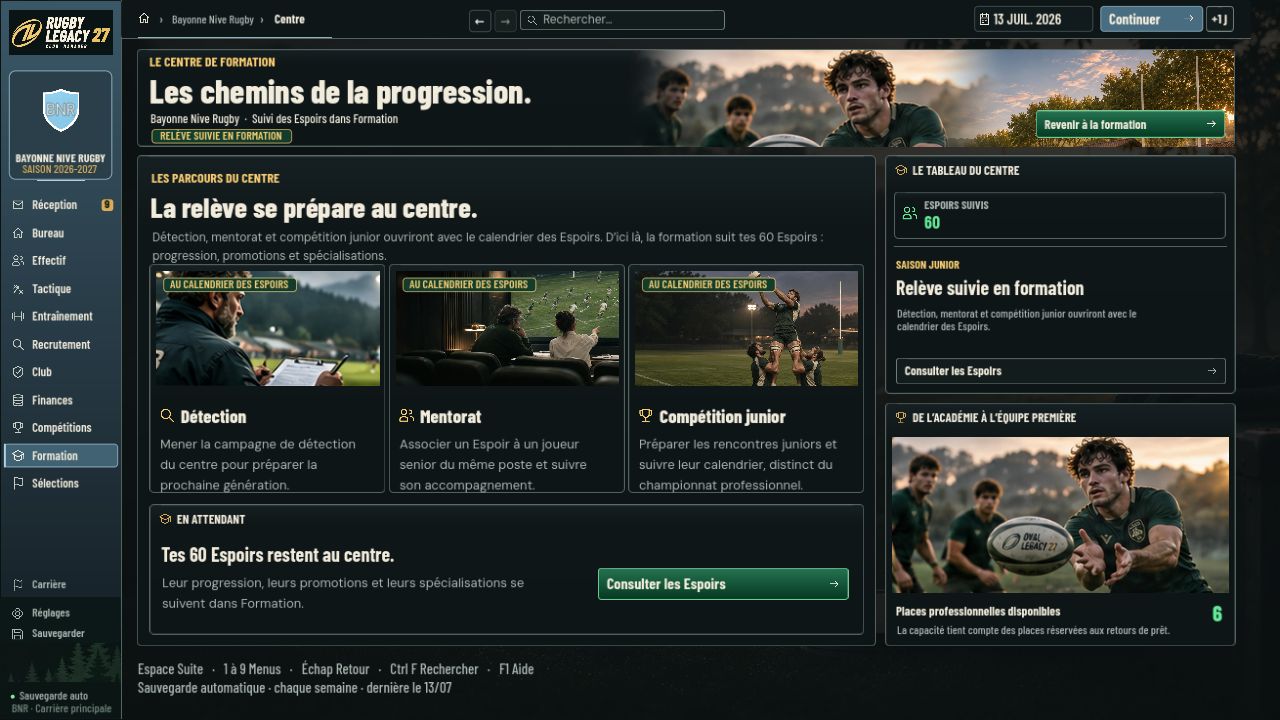 RUGBY
LEGACY 27
CLUB MANAGER
Bayonne Nive Rugby
Centre
Rechercher...
13 JUIL. 2026
Continuer
+1 J
BNR
BAYONNE NIVE RUGBY
SAISON 2026-2027
Réception
9
Bureau
Effectif
Tactique
Entraînement
Recrutement
Club
Finances
Compétitions
Formation
Sélections
Carrière
Réglages
Sauvegarder
Sauvegarde auto
BNR · Carrière principale
LE CENTRE DE FORMATION
Les chemins de la progression.
Bayonne Nive Rugby · Suivi des Espoirs dans Formation
RELÈVE SUIVIE EN FORMATION
Revenir à la formation
LES PARCOURS DU CENTRE
La relève se prépare au centre.
Détection, mentorat et compétition junior ouvriront avec le calendrier des Espoirs. D'ici là, la formation suit tes 60 Espoirs :
progression, promotions et spécialisations.
AU CALENDRIER DES ESPOIRS
Détection
Mener la campagne de détection
du centre pour préparer la
prochaine génération.
AU CALENDRIER DES ESPOIRS
Mentorat
Associer un Espoir à un joueur
senior du même poste et suivre
son accompagnement.
AU CALENDRIER DES ESPOIRS
Compétition junior
Préparer les rencontres juniors et
suivre leur calendrier, distinct du
championnat professionnel.
EN ATTENDANT
Tes 60 Espoirs restent au centre.
Leur progression, leurs promotions et leurs spécialisations se
suivent dans Formation.
Consulter les Espoirs
LE TABLEAU DU CENTRE
ESPOIRS SUIVIS
60
SAISON JUNIOR
Relève suivie en formation
Détection, mentorat et compétition junior ouvriront avec le
calendrier des Espoirs.
Consulter les Espoirs
DE L'ACADÉMIE À L'ÉQUIPE PREMIÈRE
OVAL
LEGACY 27
Places professionnelles disponibles
6
La capacité tient compte des places réservées aux retours de prêt.
Espace Suite · 1 à 9 Menus · Échap Retour · Ctrl F Rechercher · F1 Aide
Sauvegarde automatique · chaque semaine · dernière le 13/07